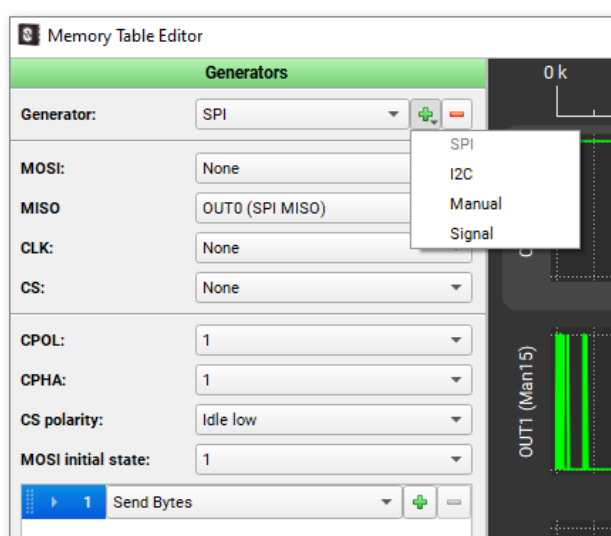 Memory Table Editor
Generators
0 k
Generator:
SPI
SPI
I2C
Manual
Signal
MOSI:
None
MISO
OUT0 (SPI MISO)
CLK:
None
CS:
None
CPOL:
1
CPHA:
1
CS polarity:
Idle low
MOSI initial state:
1
OUT1 (Man15)
1
Send Bytes